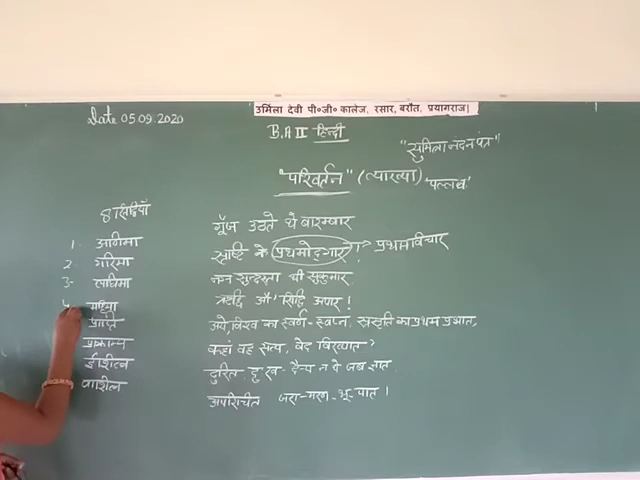 उर्मिला देवी पी०जी० कालेज, रसार, बरौत, प्रयागराज।
Date 05.09.2020
B.A II हिन्दी
"सुमित्रा नंदन पंत"
"परिवर्तन" (व्याख्या) 'पल्लव'
8 सिद्धियाँ
1. अणिमा
2. गरिमा
3- लघिमा
4. महिमा
प्राप्ति
प्राकाम्य
ईशित्व
वाशित्व
गूँज उठते थे बारम्बार
सृष्टि के प्रथमोद्गार। प्रथम विचार
नग्न सुन्दरता थी सुकुमार
ऋद्धि औ' सिद्धि अपार!
अये, विश्व का स्वर्ण-स्वप्न, संसृति का प्रथम प्रभात,
कहां वह सत्य, वेद विख्यात?
दुरित, दुःख-दैन्य न थे जब ज्ञात
अपरिचित जरा-मरण-भ्रू-पात।